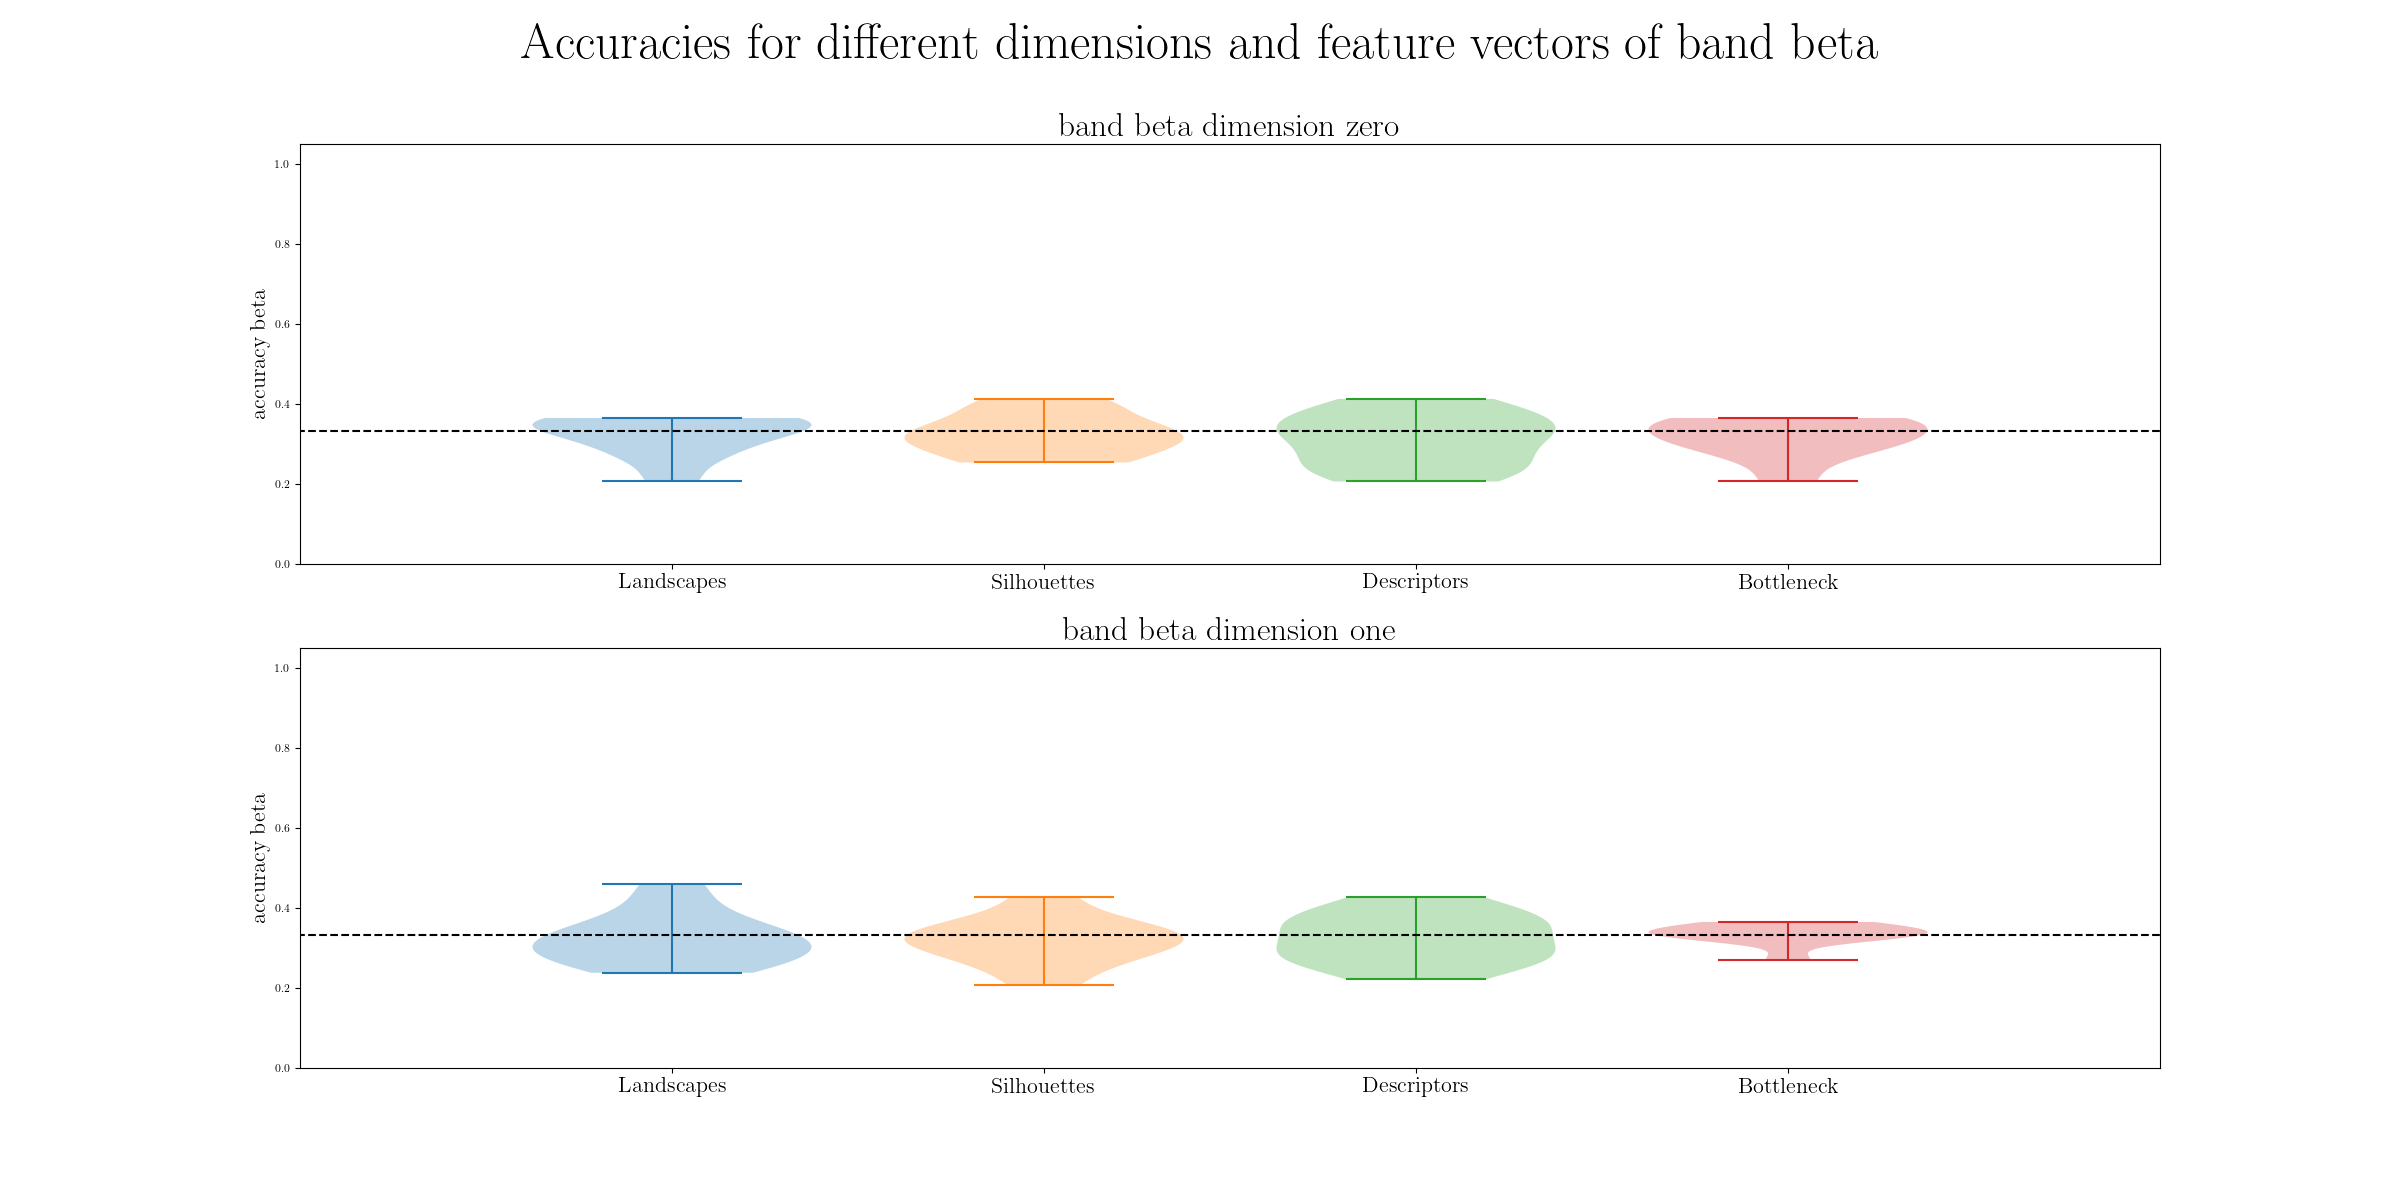 Accuracies for different dimensions and feature vectors of band beta
band beta dimension zero
accuracy beta
1.0
0.8
0.6
0.4
0.2
0.0
Landscapes Silhouettes Descriptors Bottleneck
band beta dimension one
accuracy beta
1.0
0.8
0.6
0.4
0.2
0.0
Landscapes Silhouettes Descriptors Bottleneck